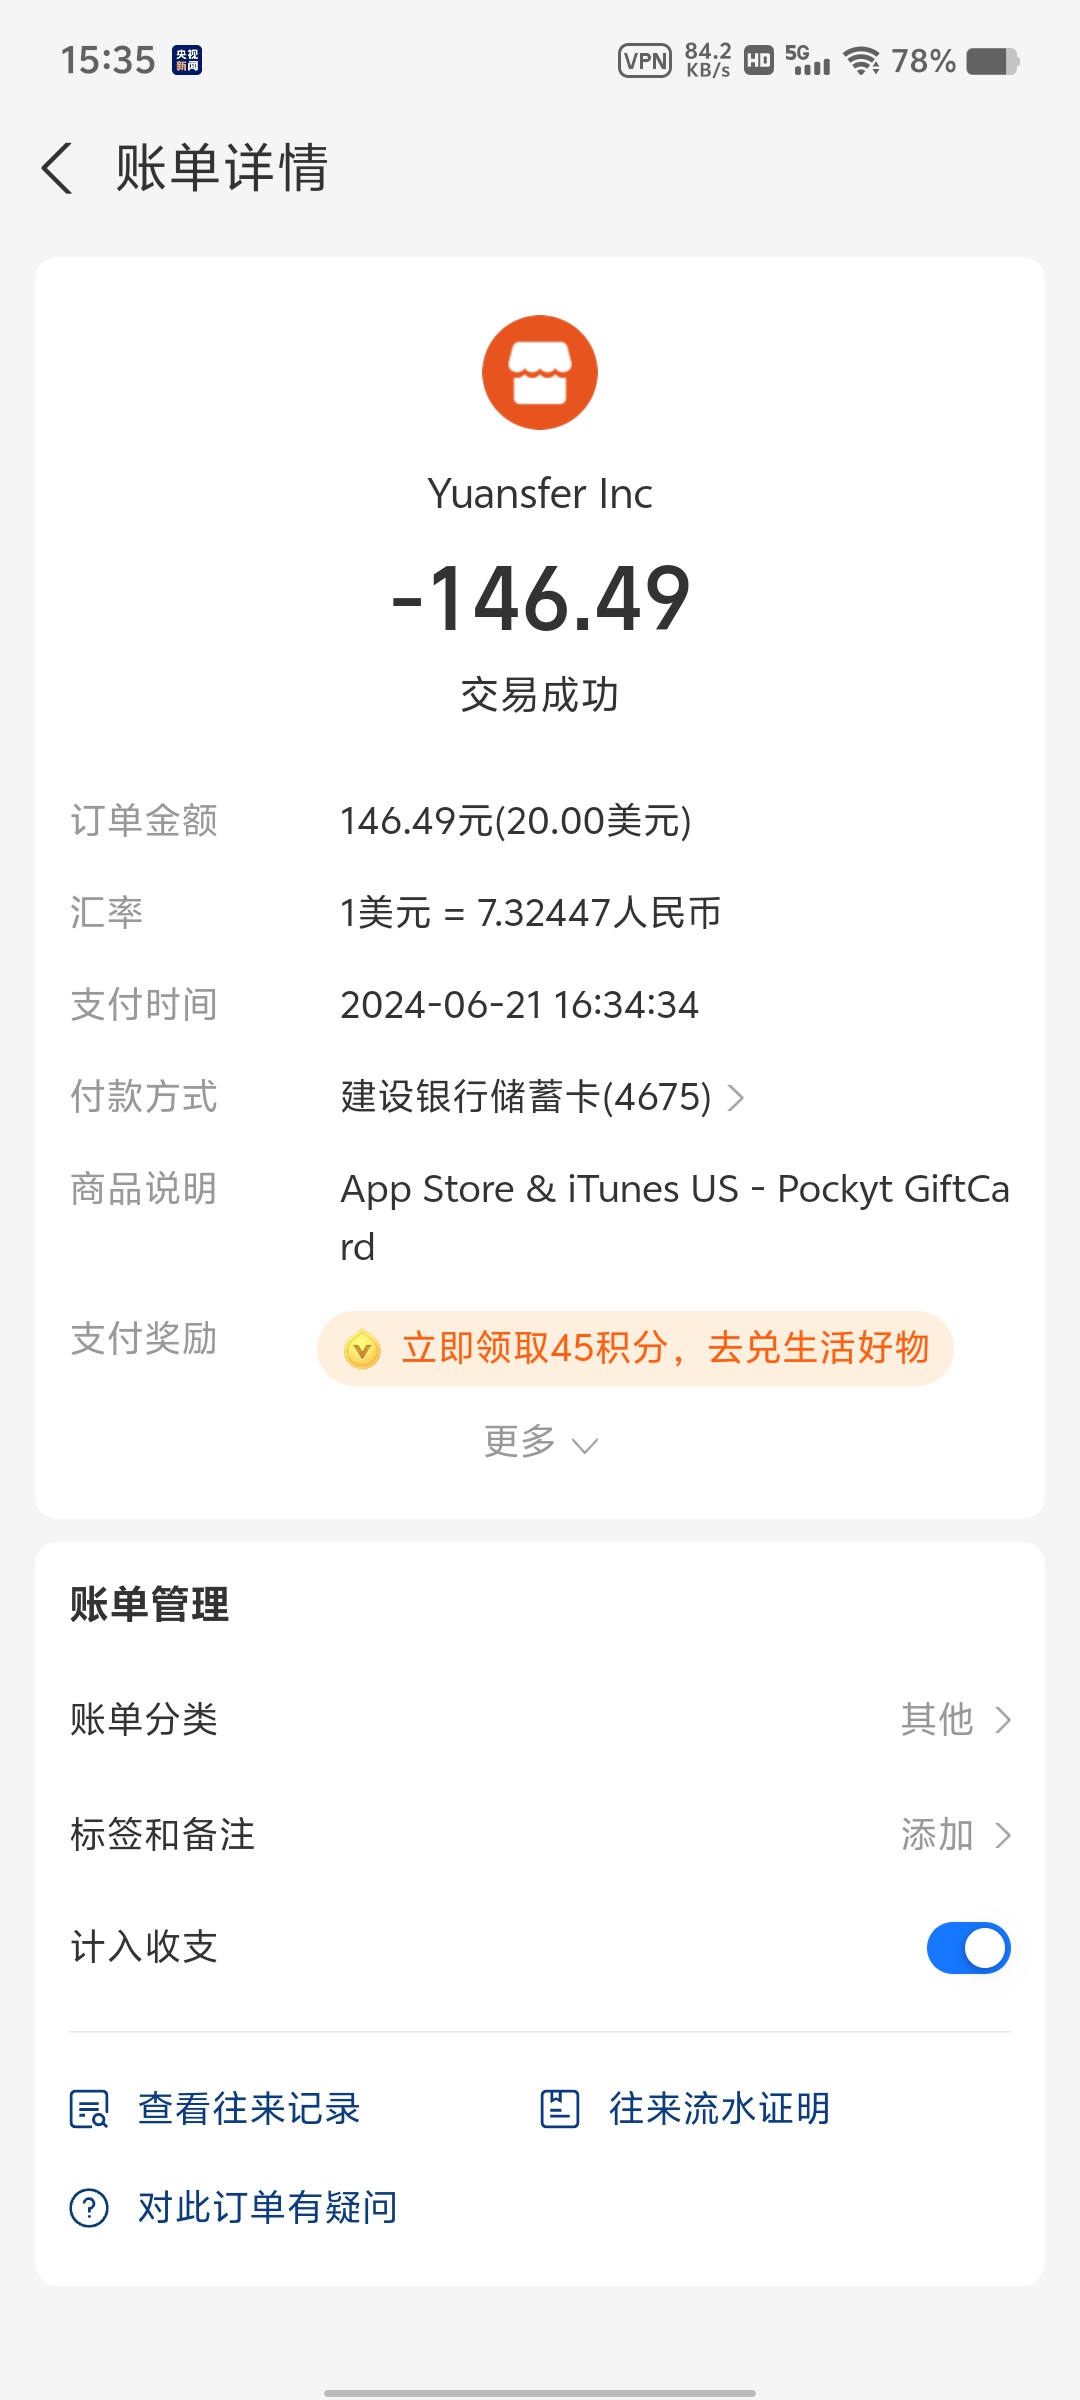 15:35 央视新闻 VPN 84.2 KB/s HD 5G 78%
账单详情
Yuansfer Inc
-146.49
交易成功
订单金额 146.49元(20.00美元)
汇率 1美元 = 7.32447人民币
支付时间 2024-06-21 16:34:34
付款方式 建设银行储蓄卡(4675)
商品说明 App Store & iTunes US - Pockyt GiftCa
rd
支付奖励 立即领取45积分，去兑生活好物
更多
账单管理
账单分类 其他
标签和备注 添加
计入收支
查看往来记录 往来流水证明
对此订单有疑问